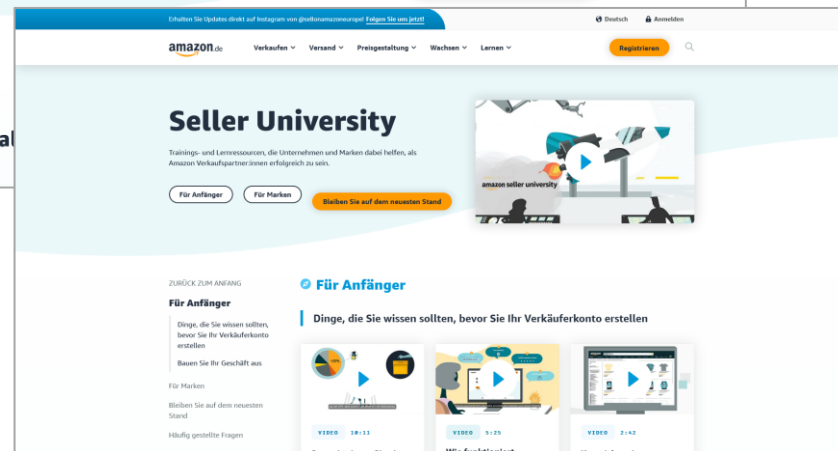 Erhalten Sie Updates direkt auf Instagram von @sellonamazoneurope! Folgen Sie uns jetzt!
Deutsch
Anmelden
amazon.de
Verkaufen
Versand
Preisgestaltung
Wachsen
Lernen
Registrieren
Seller University
Trainings- und Lernressourcen, die Unternehmen und Marken dabei helfen, als
Amazon Verkaufspartner:innen erfolgreich zu sein.
Für Anfänger
Für Marken
Bleiben Sie auf dem neuesten Stand
amazon seller university
ZURÜCK ZUM ANFANG
Für Anfänger
Dinge, die Sie wissen sollten,
bevor Sie Ihr Verkäuferkonto
erstellen
Bauen Sie Ihr Geschäft aus
Für Marken
Bleiben Sie auf dem neuesten
Stand
Häufig gestellte Fragen
Für Anfänger
Dinge, die Sie wissen sollten, bevor Sie Ihr Verkäuferkonto erstellen
VIDEO 10:11
VIDEO 5:25
Wie funktioniert
VIDEO 2:42